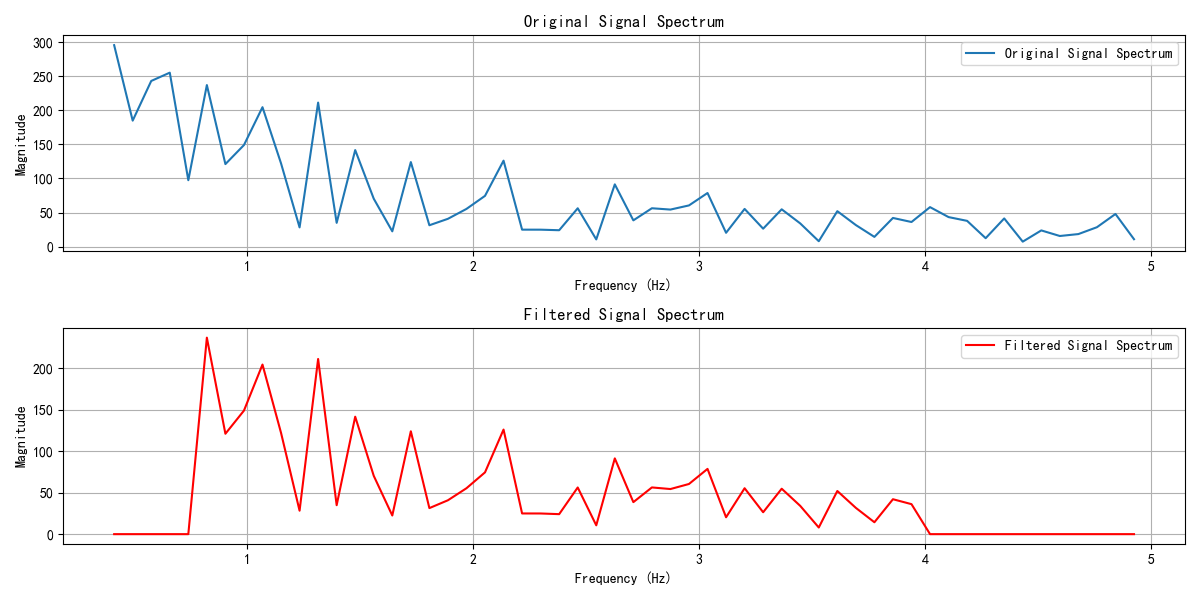 Original Signal Spectrum
300
250
200
150
100
50
0
Magnitude
Original Signal Spectrum
1 2 3 4 5
Frequency (Hz)
Filtered Signal Spectrum
200
150
100
50
0
Magnitude
Filtered Signal Spectrum
1 2 3 4 5
Frequency (Hz)